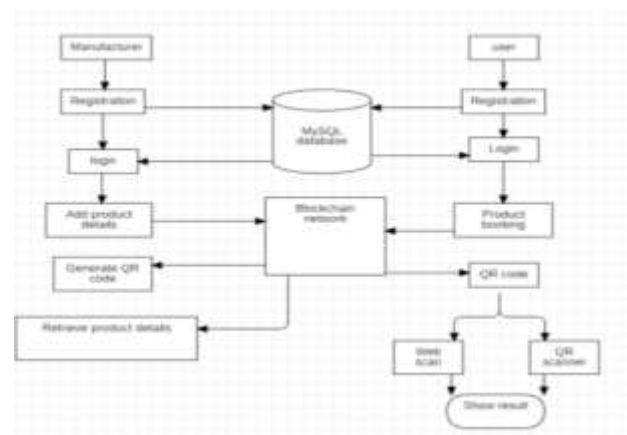 Manufacturer
user
Registration
Registration
MySQL
database
login
Login
Add product
details
Blockchain
network
Product
booking
Generate QR
code
QR code
Retrieve product details
Web
scan
QR
scanner
Show result